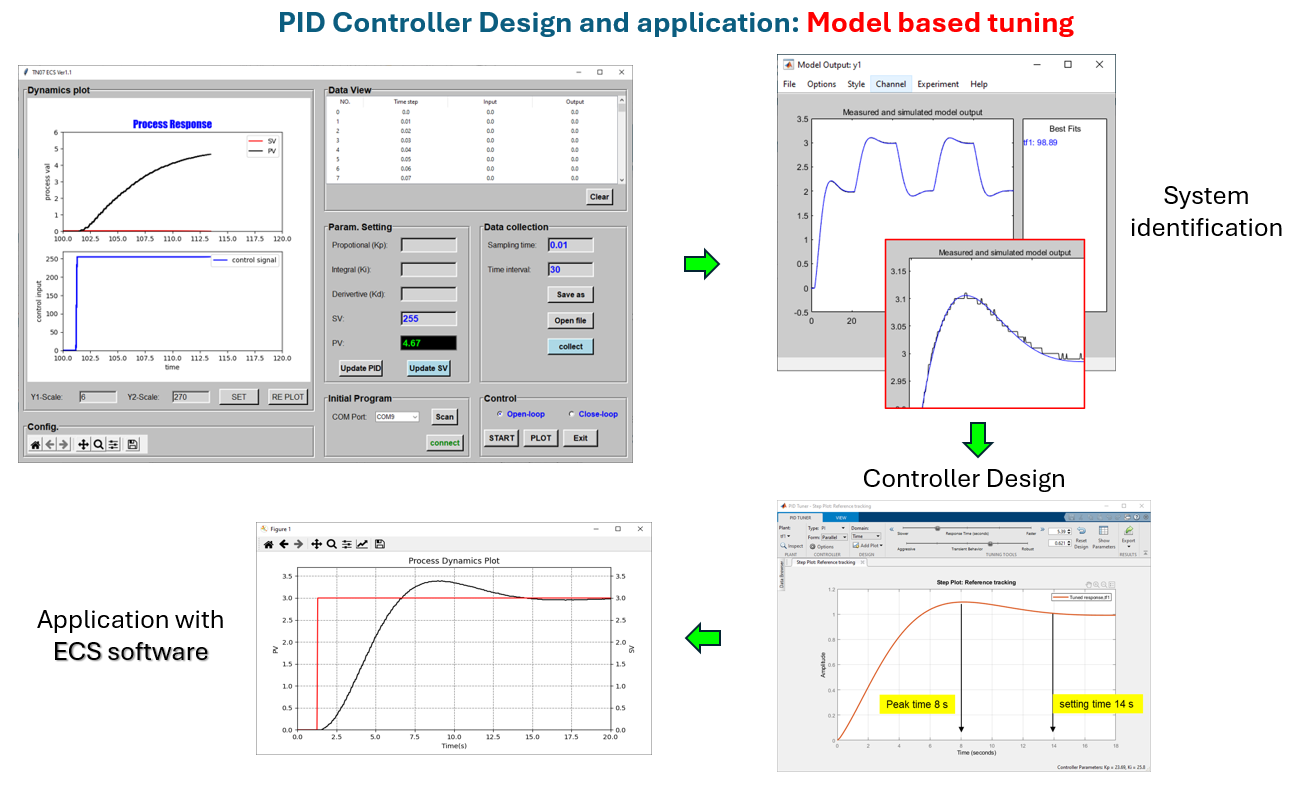 PID Controller Design and application: Model based tuning
TN07 ECS Ver1.1
Dynamics plot
Process Response
SV
PV
process val
6
5
4
3
2
1
0
100.0 102.5 105.0 107.5 110.0 112.5 115.0 117.5 120.0
control signal
control input
250
200
150
100
50
0
100.0 102.5 105.0 107.5 110.0 112.5 115.0 117.5 120.0
time
Y1-Scale: 6 Y2-Scale: 270 SET RE PLOT
Config.
Data View
NO. Time step Input Output
0 0.0 0.0 0.0
1 0.01 0.0 0.0
2 0.02 0.0 0.0
3 0.03 0.0 0.0
4 0.04 0.0 0.0
5 0.05 0.0 0.0
6 0.06 0.0 0.0
7 0.07 0.0 0.0
Clear
Param. Setting
Propotional (Kp):
Integral (Ki):
Derivertive (Kd):
SV: 255
PV: 4.67
Update PID Update SV
Data collection
Sampling time: 0.01
Time interval: 30
Save as
Open file
collect
Initial Program
COM Port: COM9 Scan
connect
Control
Open-loop Close-loop
START PLOT Exit
Model Output: y1
File Options Style Channel Experiment Help
Measured and simulated model output
3.5
3
2.5
2
1.5
1
0.5
0
-0.5
0 20
Best Fits
tf1: 98.89
Measured and simulated model output
3.15
3.1
3.05
3
2.95
System
identification
Controller Design
PID Tuner - Step Plot: Reference tracking
PID TUNER VIEW
Plant:
tf1
Inspect
PLANT
Type: PI
Form: Parallel
Options
CONTROLLER
Domain:
Time
Add Plot
DESIGN
Slower Response Time (seconds) Faster
Aggressive Transient Behavior Robust
TUNING TOOLS
5.39
0.621
Reset
Design
Show
Parameters
Export
RESULTS
Data Browser
Step Plot: Reference tracking
Step Plot: Reference tracking
Tuned response:tf1
Amplitude
1.2
1
0.8
0.6
0.4
0.2
0
Peak time 8 s
setting time 14 s
0 2 4 6 8 10 12 14 16 18
Time (seconds)
Controller Parameters: Kp = 23.69, Ki = 25.8
Application with
ECS software
Figure 1
Process Dynamics Plot
PV
3.5
3.0
2.5
2.0
1.5
1.0
0.5
0.0
SV
3.5
3.0
2.5
2.0
1.5
1.0
0.5
0.0
0.0 2.5 5.0 7.5 10.0 12.5 15.0 17.5 20.0
Time(s)